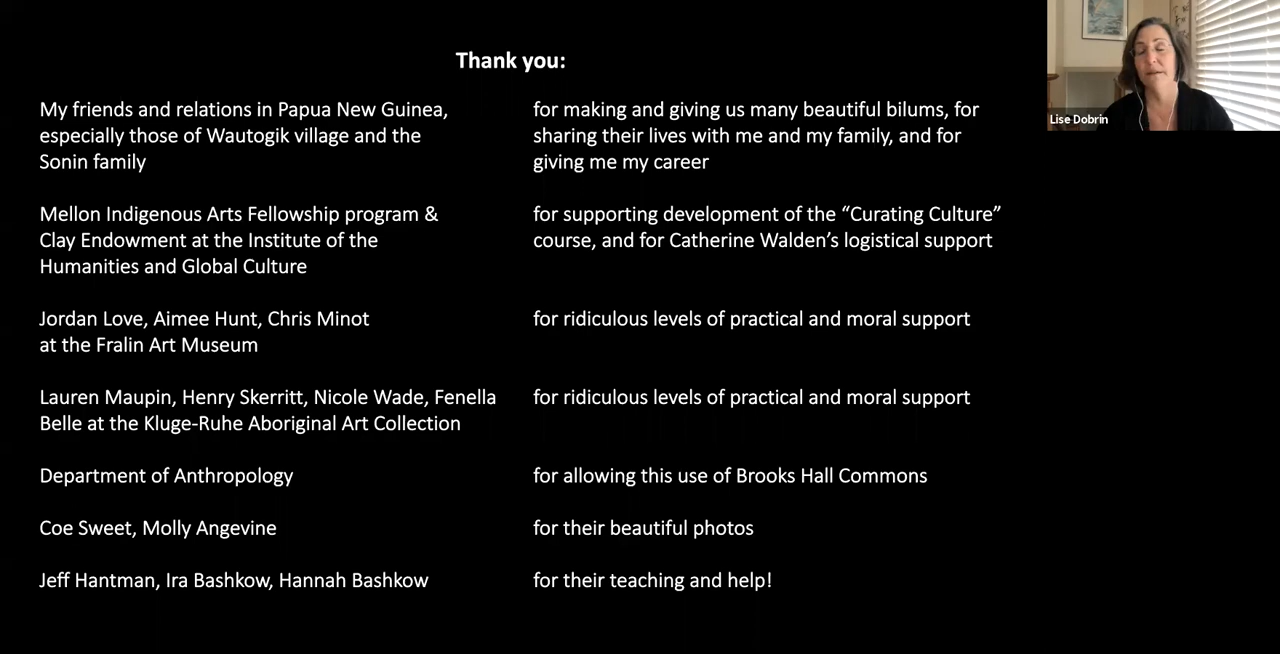 Thank you:
My friends and relations in Papua New Guinea,
especially those of Wautogik village and the
Sonin family
for making and giving us many beautiful bilums, for
sharing their lives with me and my family, and for
giving me my career
Mellon Indigenous Arts Fellowship program &
Clay Endowment at the Institute of the
Humanities and Global Culture
for supporting development of the “Curating Culture”
course, and for Catherine Walden’s logistical support
Jordan Love, Aimee Hunt, Chris Minot
at the Fralin Art Museum
for ridiculous levels of practical and moral support
Lauren Maupin, Henry Skerritt, Nicole Wade, Fenella
Belle at the Kluge-Ruhe Aboriginal Art Collection
for ridiculous levels of practical and moral support
Department of Anthropology
for allowing this use of Brooks Hall Commons
Coe Sweet, Molly Angevine
for their beautiful photos
Jeff Hantman, Ira Bashkow, Hannah Bashkow
for their teaching and help!
Lise Dobrin